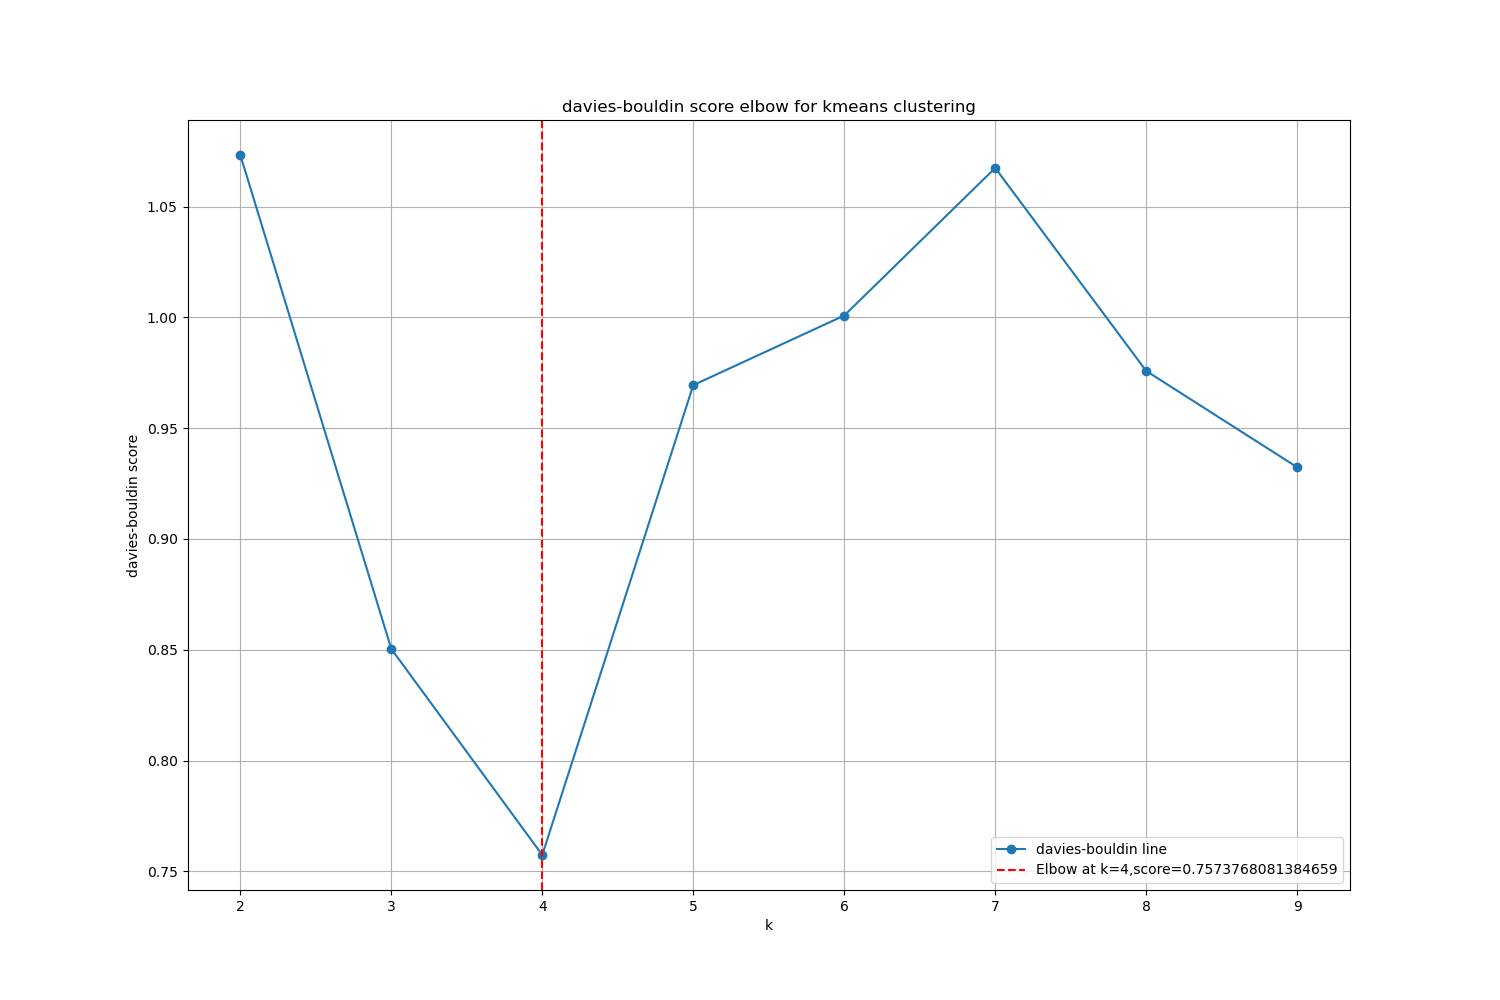 davies-bouldin score elbow for kmeans clustering
davies-bouldin score
1.05
1.00
0.95
0.90
0.85
0.80
0.75
2 3 4 5 6 7 8 9
k
davies-bouldin line
Elbow at k=4,score=0.7573768081384659